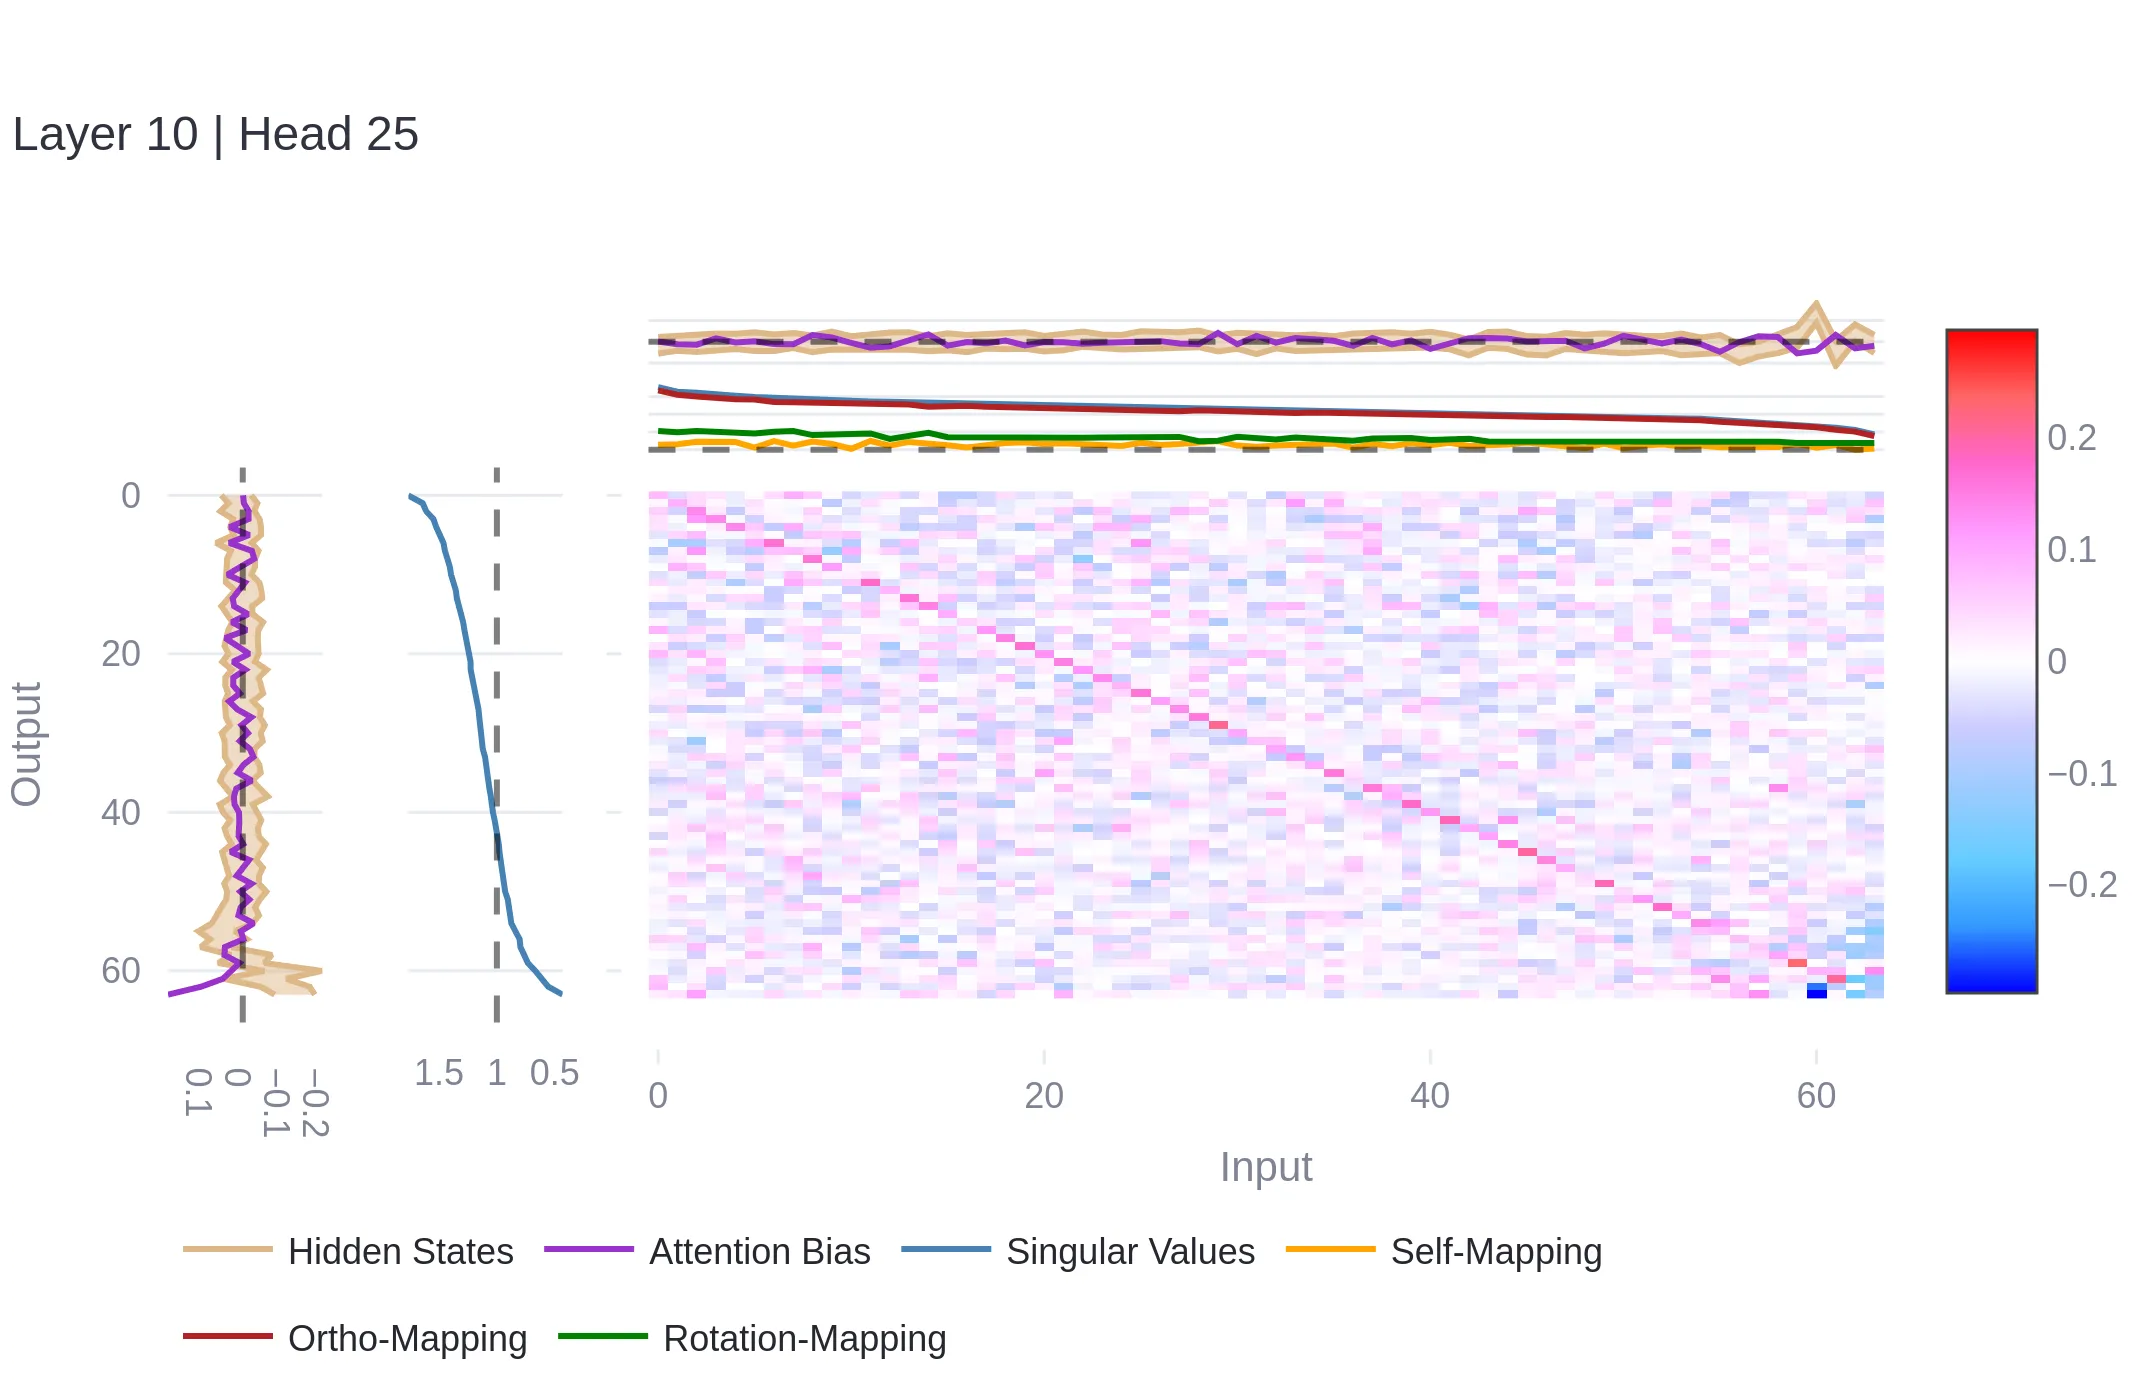 Layer 10 | Head 25
0
20
40
60
Output
0.1
0
−0.1
−0.2
1.5
1
0.5
0
20
40
60
Input
0.2
0.1
0
−0.1
−0.2
Hidden States
Attention Bias
Singular Values
Self-Mapping
Ortho-Mapping
Rotation-Mapping